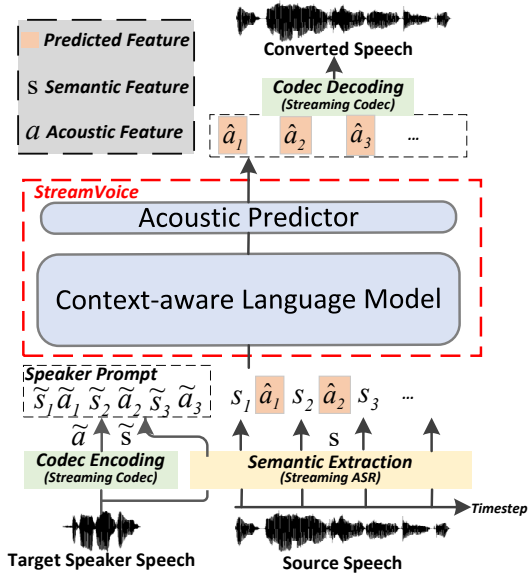 Predicted Feature
s Semantic Feature
a Acoustic Feature
Converted Speech
Codec Decoding
(Streaming Codec)
â₁ â₂ â₃ ...
StreamVoice
Acoustic Predictor
Context-aware Language Model
Speaker Prompt
s̃₁ ã₁ s̃₂ ã₂ s̃₃ ã₃
s₁ â₁ s₂ â₂ s₃ ...
ã s̃ s
Codec Encoding
(Streaming Codec)
Semantic Extraction
(Streaming ASR)
Timestep
Target Speaker Speech
Source Speech